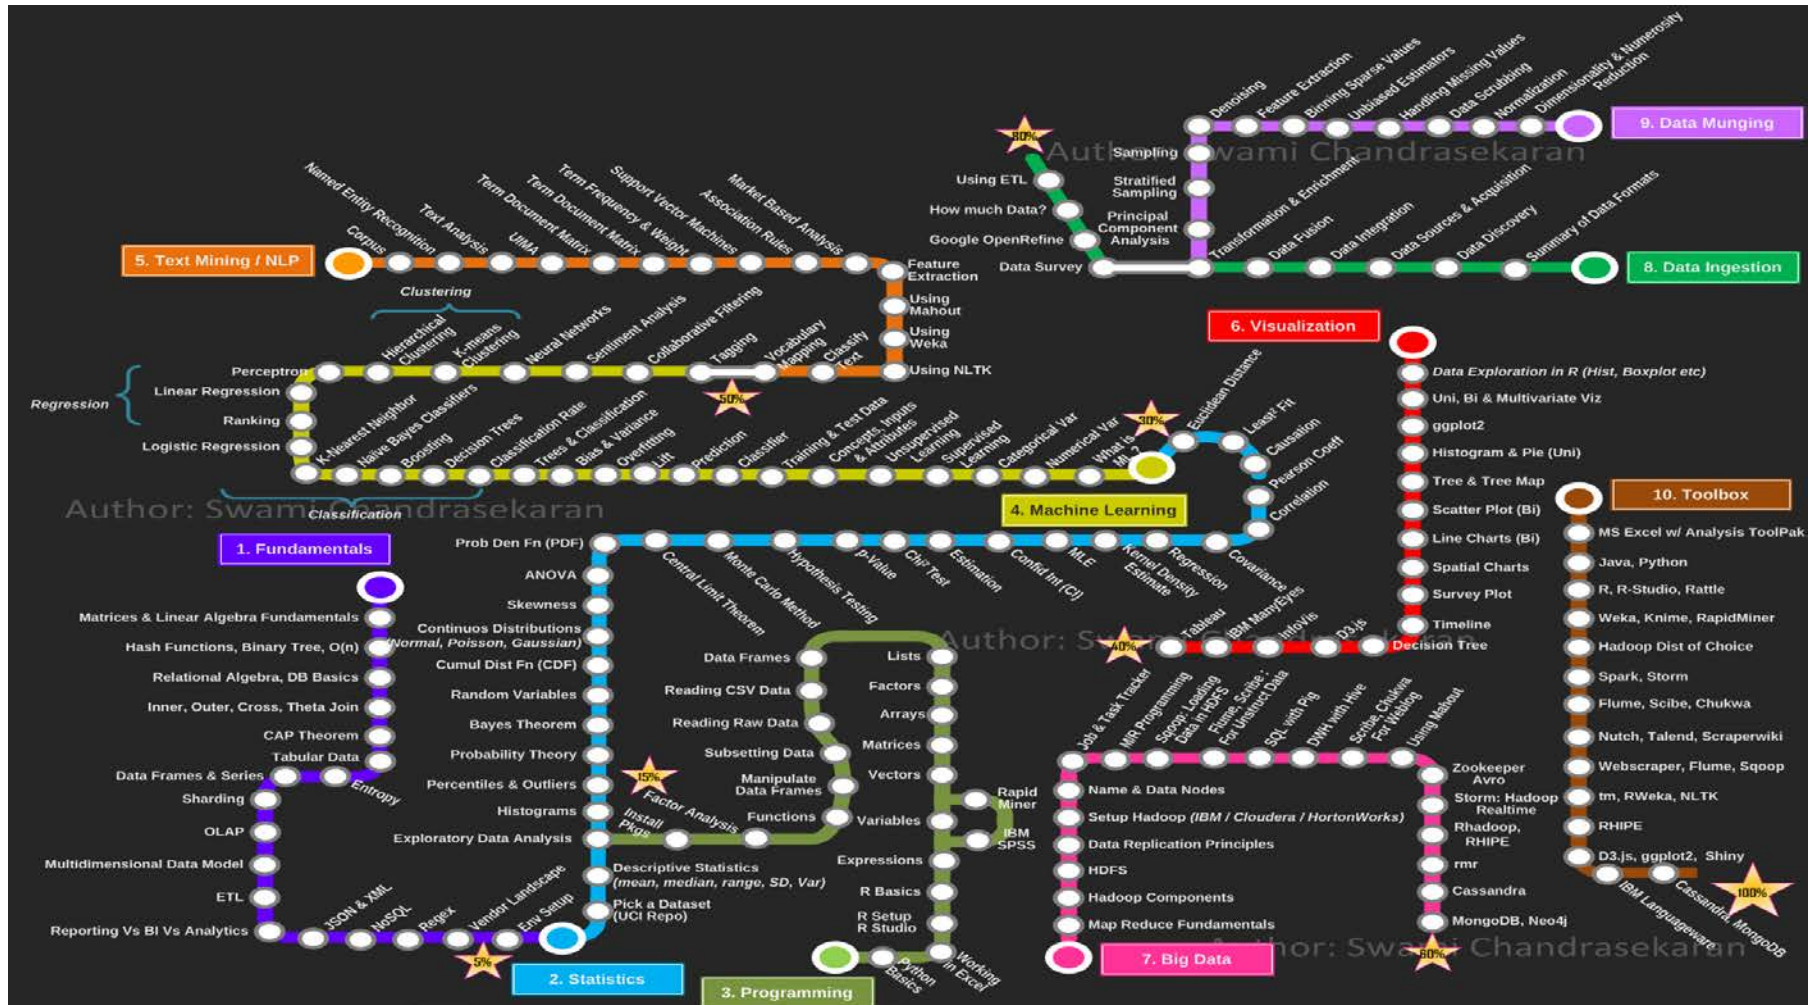 Author: Swami Chandrasekaran
1. Fundamentals
Matrices & Linear Algebra Fundamentals
Hash Functions, Binary Tree, O(n)
Relational Algebra, DB Basics
Inner, Outer, Cross, Theta Join
CAP Theorem
Tabular Data
Entropy
Data Frames & Series
Sharding
OLAP
Multidimensional Data Model
ETL
Reporting Vs BI Vs Analytics
JSON & XML
NoSQL
Regex
Vendor Landscape
Env Setup
5%
2. Statistics
Pick a Dataset
(UCI Repo)
Descriptive Statistics
(mean, median, range, SD, Var)
Exploratory Data Analysis
Histograms
Percentiles & Outliers
Probability Theory
Bayes Theorem
Random Variables
Cumul Dist Fn (CDF)
Continuos Distributions
(Normal, Poisson, Gaussian)
Skewness
ANOVA
Prob Den Fn (PDF)
Central Limit Theorem
Monte Carlo Method
Hypothesis Testing
p-Value
Chi² Test
Estimation
Confid Int (CI)
MLE
Kernel Density
Estimate
Regression
Covariance
Correlation
Pearson Coeff
Causation
Least² Fit
Euclidean Distance
30%
3. Programming
Python
Basics
Working
in Excel
R Setup
R Studio
R Basics
Expressions
Variables
IBM
SPSS
Rapid
Miner
Vectors
Matrices
Arrays
Factors
Lists
Data Frames
Reading CSV Data
Reading Raw Data
Subsetting Data
Manipulate
Data Frames
Functions
Factor Analysis
Install
Pkgs
15%
4. Machine Learning
What is
ML ?
Numerical Var
Categorical Var
Supervised
Learning
Unsupervised
Learning
Concepts, Inputs
& Attributes
Training & Test Data
Classifier
Prediction
Lift
Overfitting
Bias & Variance
Trees & Classification
Classification Rate
Decision Trees
Boosting
Naïve Bayes Classifiers
K-Nearest Neighbor
Classification
Logistic Regression
Ranking
Linear Regression
Regression
Perceptron
Hierarchical
Clustering
K-means
Clustering
Clustering
Neural Networks
Sentiment Analysis
Collaborative Filtering
Tagging
50%
5. Text Mining / NLP
Corpus
Named Entity Recognition
Text Analysis
UIMA
Term Document Matrix
Term Document Matrix
Term Frequency & Weight
Support Vector Machines
Association Rules
Market Based Analysis
Feature
Extraction
Using
Mahout
Using
Weka
Using NLTK
Classify
Text
Vocabulary
Mapping
Author: Swami Chandrasekaran
6. Visualization
Data Exploration in R (Hist, Boxplot etc)
Uni, Bi & Multivariate Viz
ggplot2
Histogram & Pie (Uni)
Tree & Tree Map
Scatter Plot (Bi)
Line Charts (Bi)
Spatial Charts
Survey Plot
Timeline
Decision Tree
D3.js
InfoVis
IBM ManyEyes
Tableau
40%
Author: Swami Chandrasekaran
7. Big Data
Map Reduce Fundamentals
Hadoop Components
HDFS
Data Replication Principles
Setup Hadoop (IBM / Cloudera / HortonWorks)
Name & Data Nodes
Job & Task Tracker
M/R Programming
Sqoop: Loading
Data in HDFS
Flume, Scribe:
For Unstruct Data
SQL with Pig
DWH with Hive
Scribe, Chukwa
For Weblog
Using Mahout
Zookeeper
Avro
Storm: Hadoop
Realtime
Rhadoop,
RHIPE
rmr
Cassandra
MongoDB, Neo4j
60%
Author: Swami Chandrasekaran
8. Data Ingestion
Summary of Data Formats
Data Discovery
Data Sources & Acquisition
Data Integration
Data Fusion
Transformation & Enrichment
Data Survey
Google OpenRefine
How much Data?
Using ETL
80%
9. Data Munging
Dimensionality & Numerosity
Reduction
Normalization
Data Scrubbing
Handling Missing Values
Unbiased Estimators
Binning Sparse Values
Feature Extraction
Denoising
Sampling
Stratified
Sampling
Principal
Component
Analysis
10. Toolbox
MS Excel w/ Analysis ToolPak
Java, Python
R, R-Studio, Rattle
Weka, Knime, RapidMiner
Hadoop Dist of Choice
Spark, Storm
Flume, Scibe, Chukwa
Nutch, Talend, Scraperwiki
Webscraper, Flume, Sqoop
tm, RWeka, NLTK
RHIPE
D3.js, ggplot2, Shiny
IBM Languageware
Cassandra, MongoDB
100%